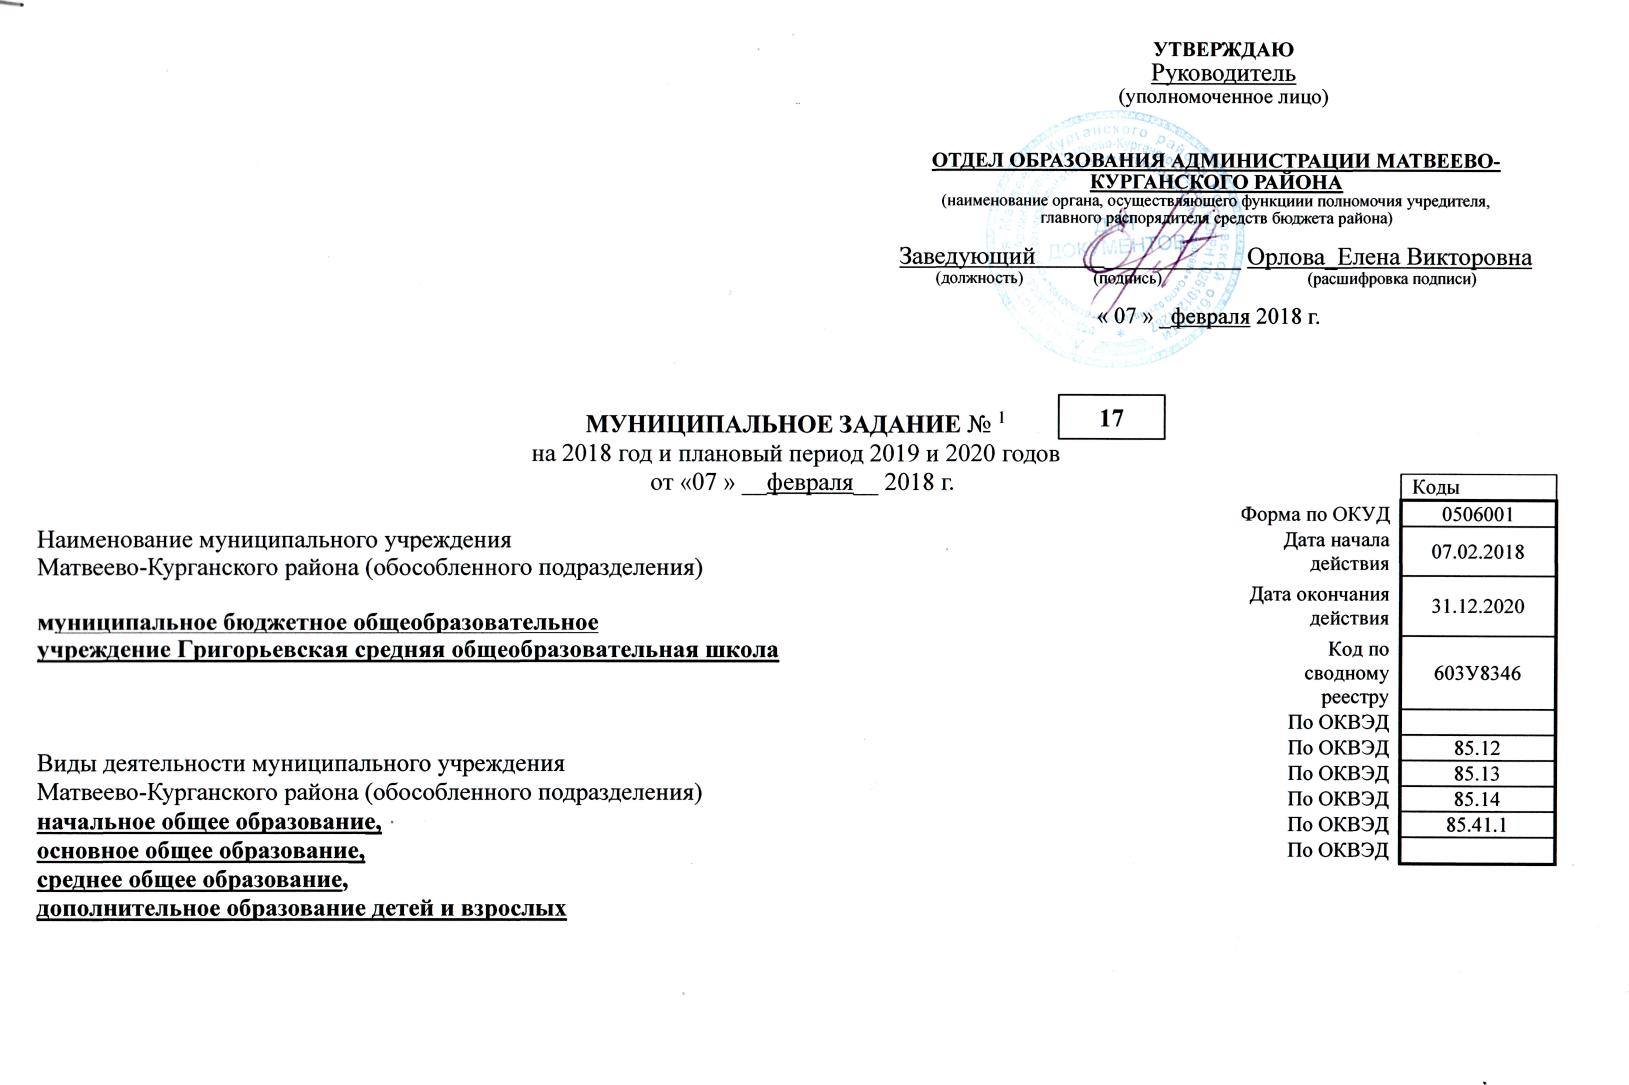 УТВЕРЖДАЮ
Руководитель
(уполномоченное лицо)
ОТДЕЛ ОБРАЗОВАНИЯ АДМИНИСТРАЦИИ МАТВЕЕВО-
КУРГАНСКОГО РАЙОНА
(наименование органа, осуществляющего функциии полномочия учредителя,
главного распорядителя средств бюджета района)
Заведующий __________________ Орлова_Елена Викторовна
(должность) (подпись) (расшифровка подписи)
« 07 » _февраля 2018 г.
ДЛЯ
ДОКУМЕНТОВ
МУНИЦИПАЛЬНОЕ ЗАДАНИЕ № 1
17
на 2018 год и плановый период 2019 и 2020 годов
от «07 » __февраля__ 2018 г.
Коды
Форма по ОКУД 0506001
Наименование муниципального учреждения
Матвеево-Курганского района (обособленного подразделения)
Дата начала
действия 07.02.2018
Дата окончания
действия 31.12.2020
муниципальное бюджетное общеобразовательное
учреждение Григорьевская средняя общеобразовательная школа
Код по
сводному
реестру 603У8346
По ОКВЭД
По ОКВЭД 85.12
По ОКВЭД 85.13
По ОКВЭД 85.14
По ОКВЭД 85.41.1
По ОКВЭД
Виды деятельности муниципального учреждения
Матвеево-Курганского района (обособленного подразделения)
начальное общее образование,
основное общее образование,
среднее общее образование,
дополнительное образование детей и взрослых